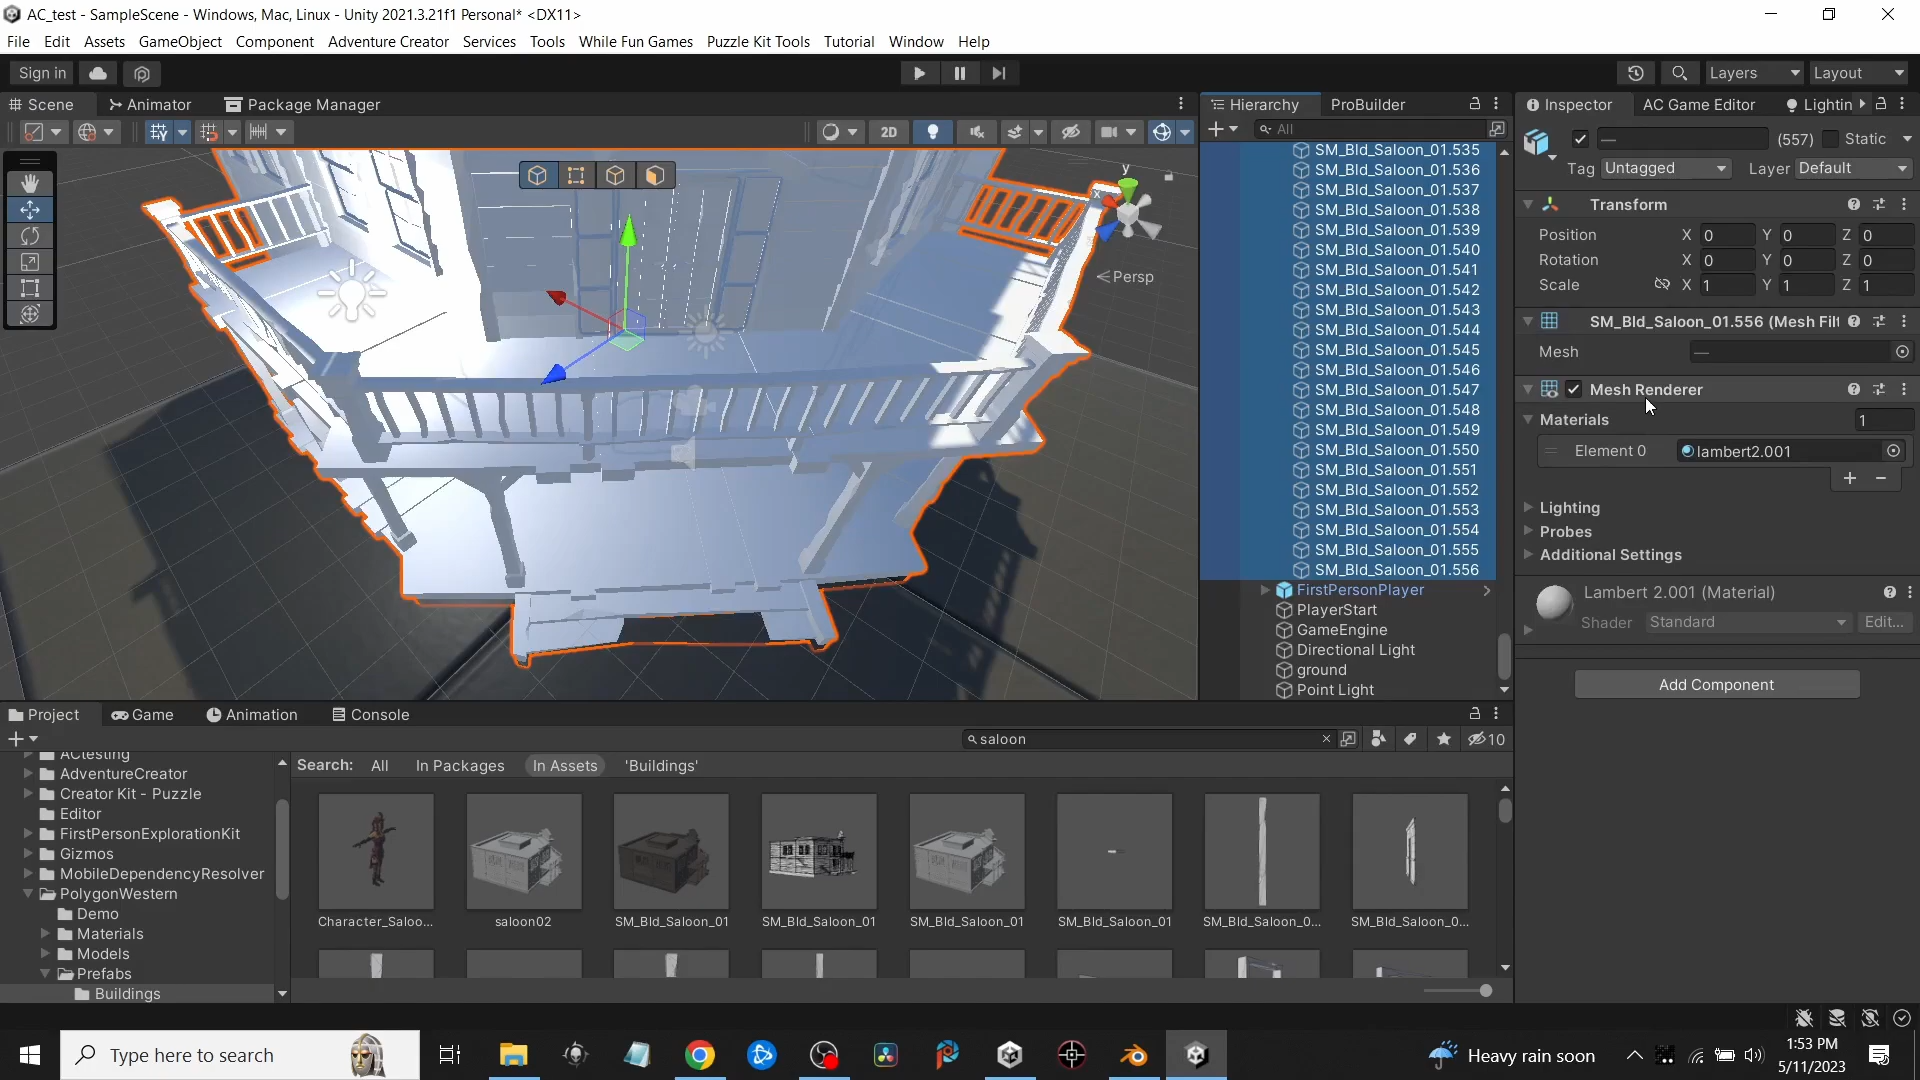 AC_test - SampleScene - Windows, Mac, Linux - Unity 2021.3.21f1 Personal* <DX11>
File Edit Assets GameObject Component Adventure Creator Services Tools While Fun Games Puzzle Kit Tools Tutorial Window Help
Sign in Layers Layout
Scene Animator Package Manager Hierarchy ProBuilder Inspector AC Game Editor Lightin
2D All — (557) Static
Tag Untagged Layer Default
SM_Bld_Saloon_01.535
SM_Bld_Saloon_01.536
SM_Bld_Saloon_01.537
SM_Bld_Saloon_01.538
SM_Bld_Saloon_01.539
SM_Bld_Saloon_01.540
SM_Bld_Saloon_01.541
SM_Bld_Saloon_01.542
SM_Bld_Saloon_01.543
SM_Bld_Saloon_01.544
SM_Bld_Saloon_01.545
SM_Bld_Saloon_01.546
SM_Bld_Saloon_01.547
SM_Bld_Saloon_01.548
SM_Bld_Saloon_01.549
SM_Bld_Saloon_01.550
SM_Bld_Saloon_01.551
SM_Bld_Saloon_01.552
SM_Bld_Saloon_01.553
SM_Bld_Saloon_01.554
SM_Bld_Saloon_01.555
SM_Bld_Saloon_01.556
FirstPersonPlayer
PlayerStart
GameEngine
Directional Light
ground
Point Light
y
x
<Persp
Transform
Position X 0 Y 0 Z 0
Rotation X 0 Y 0 Z 0
Scale X 1 Y 1 Z 1
SM_Bld_Saloon_01.556 (Mesh Filt
Mesh —
Mesh Renderer
Materials 1
Element 0 lambert2.001
+ −
Lighting
Probes
Additional Settings
Lambert 2.001 (Material)
Shader Standard Edit...
Add Component
Project Game Animation Console
saloon 10
Search: All In Packages In Assets 'Buildings'
ACtesting
AdventureCreator
Creator Kit - Puzzle
Editor
FirstPersonExplorationKit
Gizmos
MobileDependencyResolver
PolygonWestern
Demo
Materials
Models
Prefabs
Buildings
Character_Saloo... saloon02 SM_Bld_Saloon_01 SM_Bld_Saloon_01 SM_Bld_Saloon_01 SM_Bld_Saloon_01 SM_Bld_Saloon_0... SM_Bld_Saloon_0...
Type here to search
Heavy rain soon
1:53 PM
5/11/2023